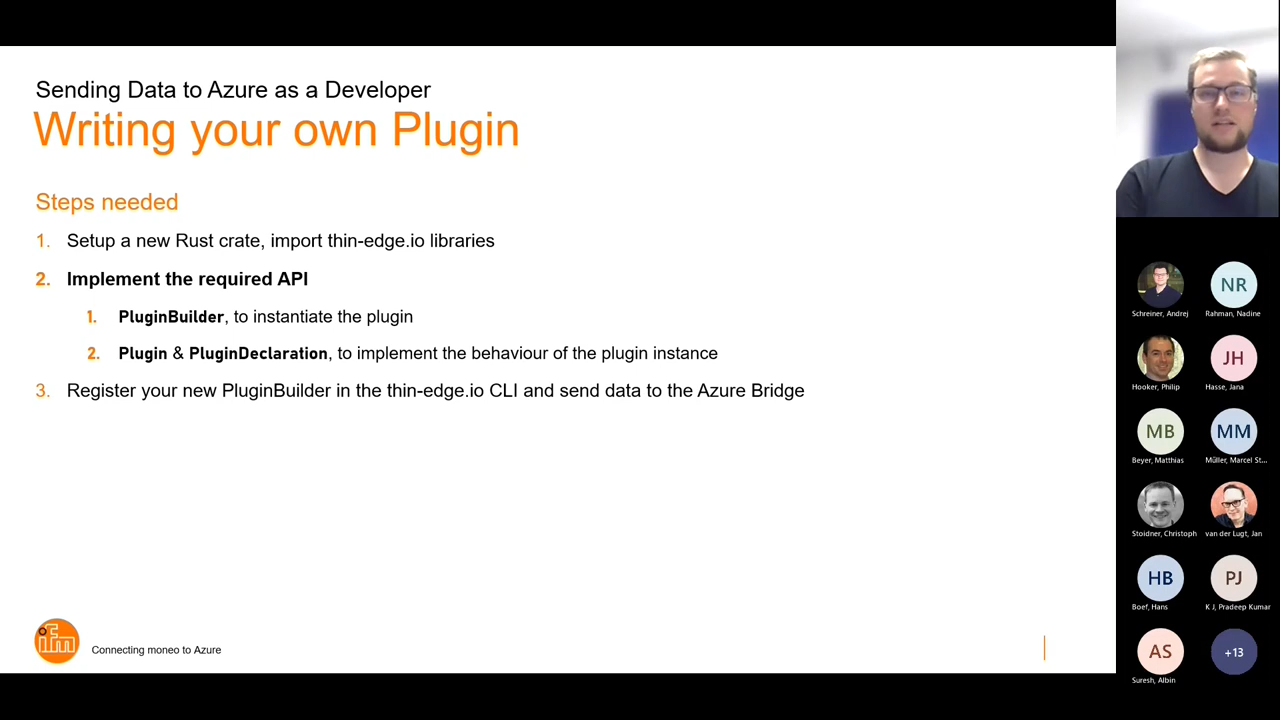 Sending Data to Azure as a Developer
Writing your own Plugin
Steps needed
1. Setup a new Rust crate, import thin-edge.io libraries
2. Implement the required API
1. PluginBuilder, to instantiate the plugin
2. Plugin & PluginDeclaration, to implement the behaviour of the plugin instance
3. Register your new PluginBuilder in the thin-edge.io CLI and send data to the Azure Bridge
ifm
Connecting moneo to Azure
NR
Schreiner, Andrej
Rahman, Nadine
JH
Hooker, Philip
Hasse, Jana
MB
MM
Beyer, Matthias
Müller, Marcel St...
Stoidner, Christoph
van der Lugt, Jan
HB
PJ
Boef, Hans
K J, Pradeep Kumar
AS
+13
Suresh, Albin